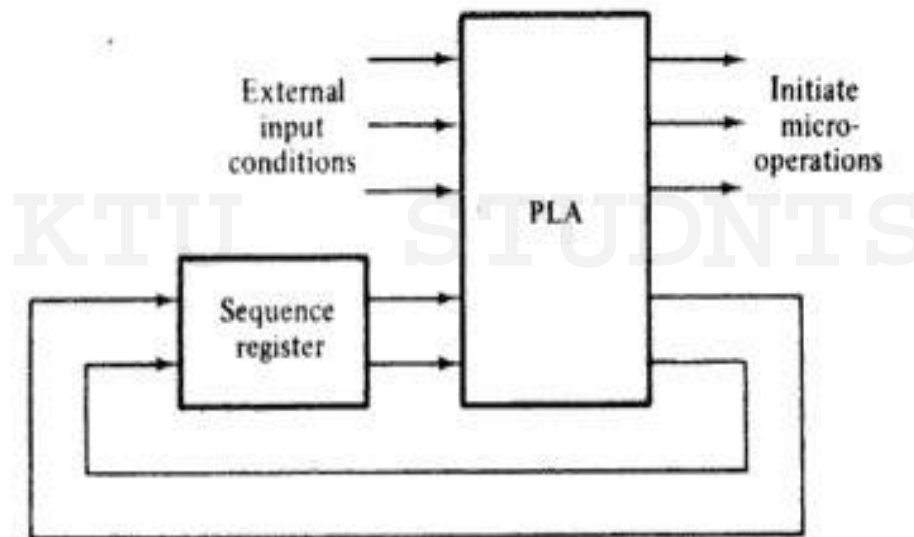 External
input
conditions
PLA
Initiate
micro-
operations
KTU STUDNTS
Sequence
register